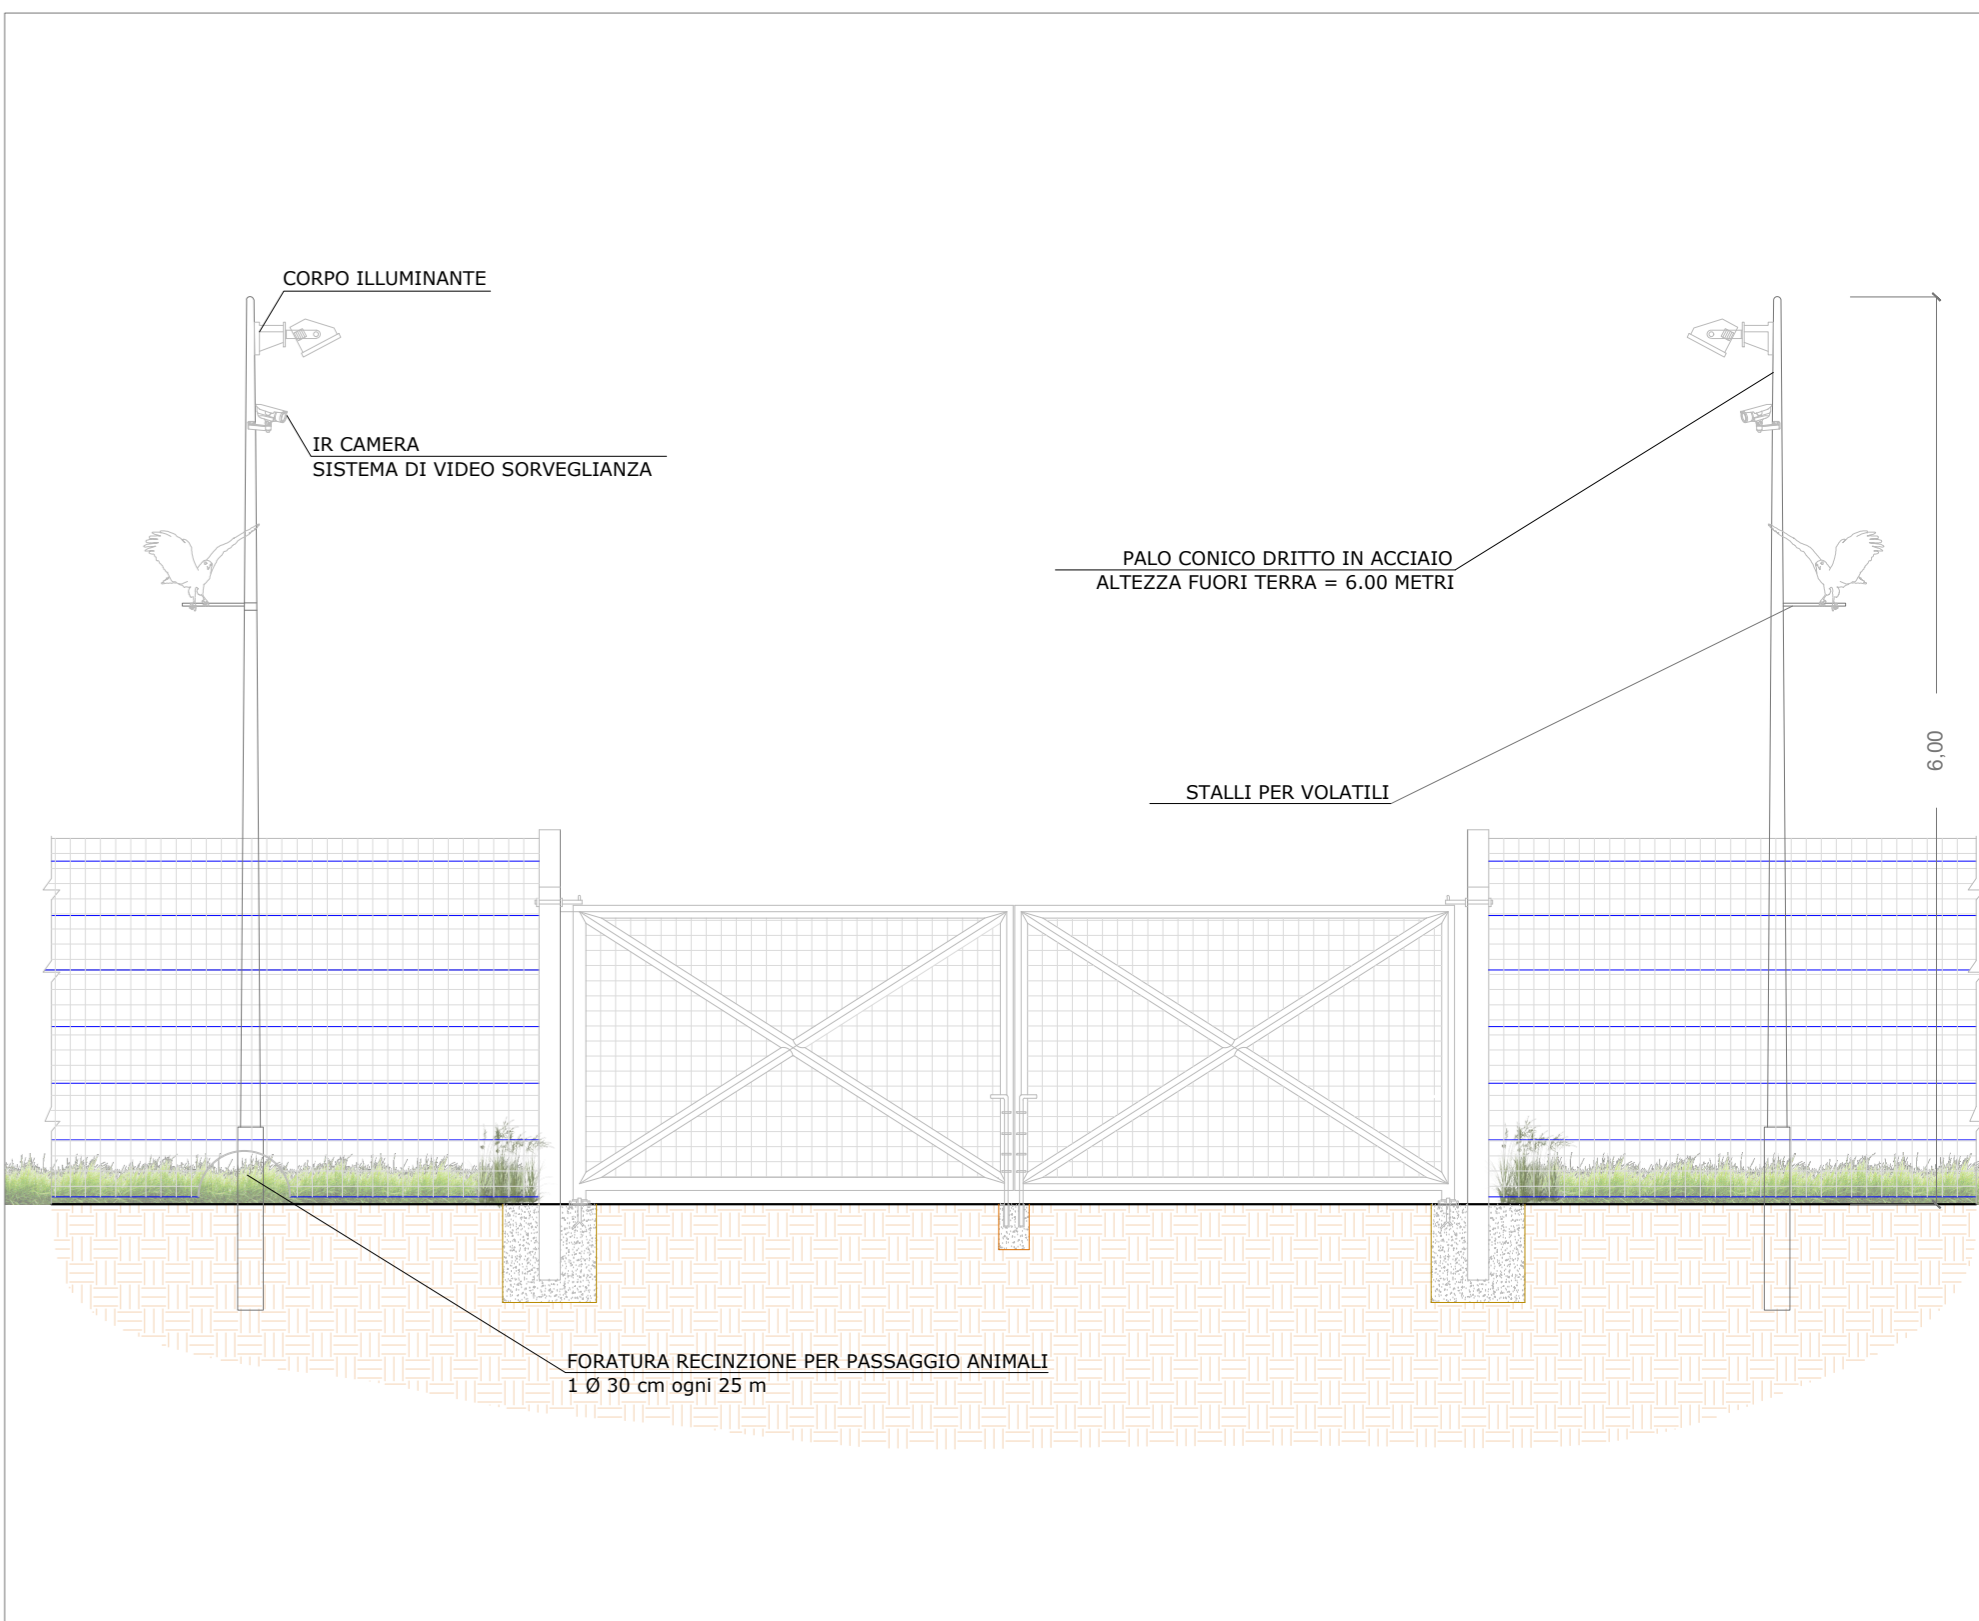 CORPO ILLUMINANTE
IR CAMERA
SISTEMA DI VIDEO SORVEGLIANZA
PALO CONICO DRITTO IN ACCIAIO
ALTEZZA FUORI TERRA = 6.00 METRI
6,00
STALLI PER VOLATILI
FORATURA RECINZIONE PER PASSAGGIO ANIMALI
1 Ø 30 cm ogni 25 m